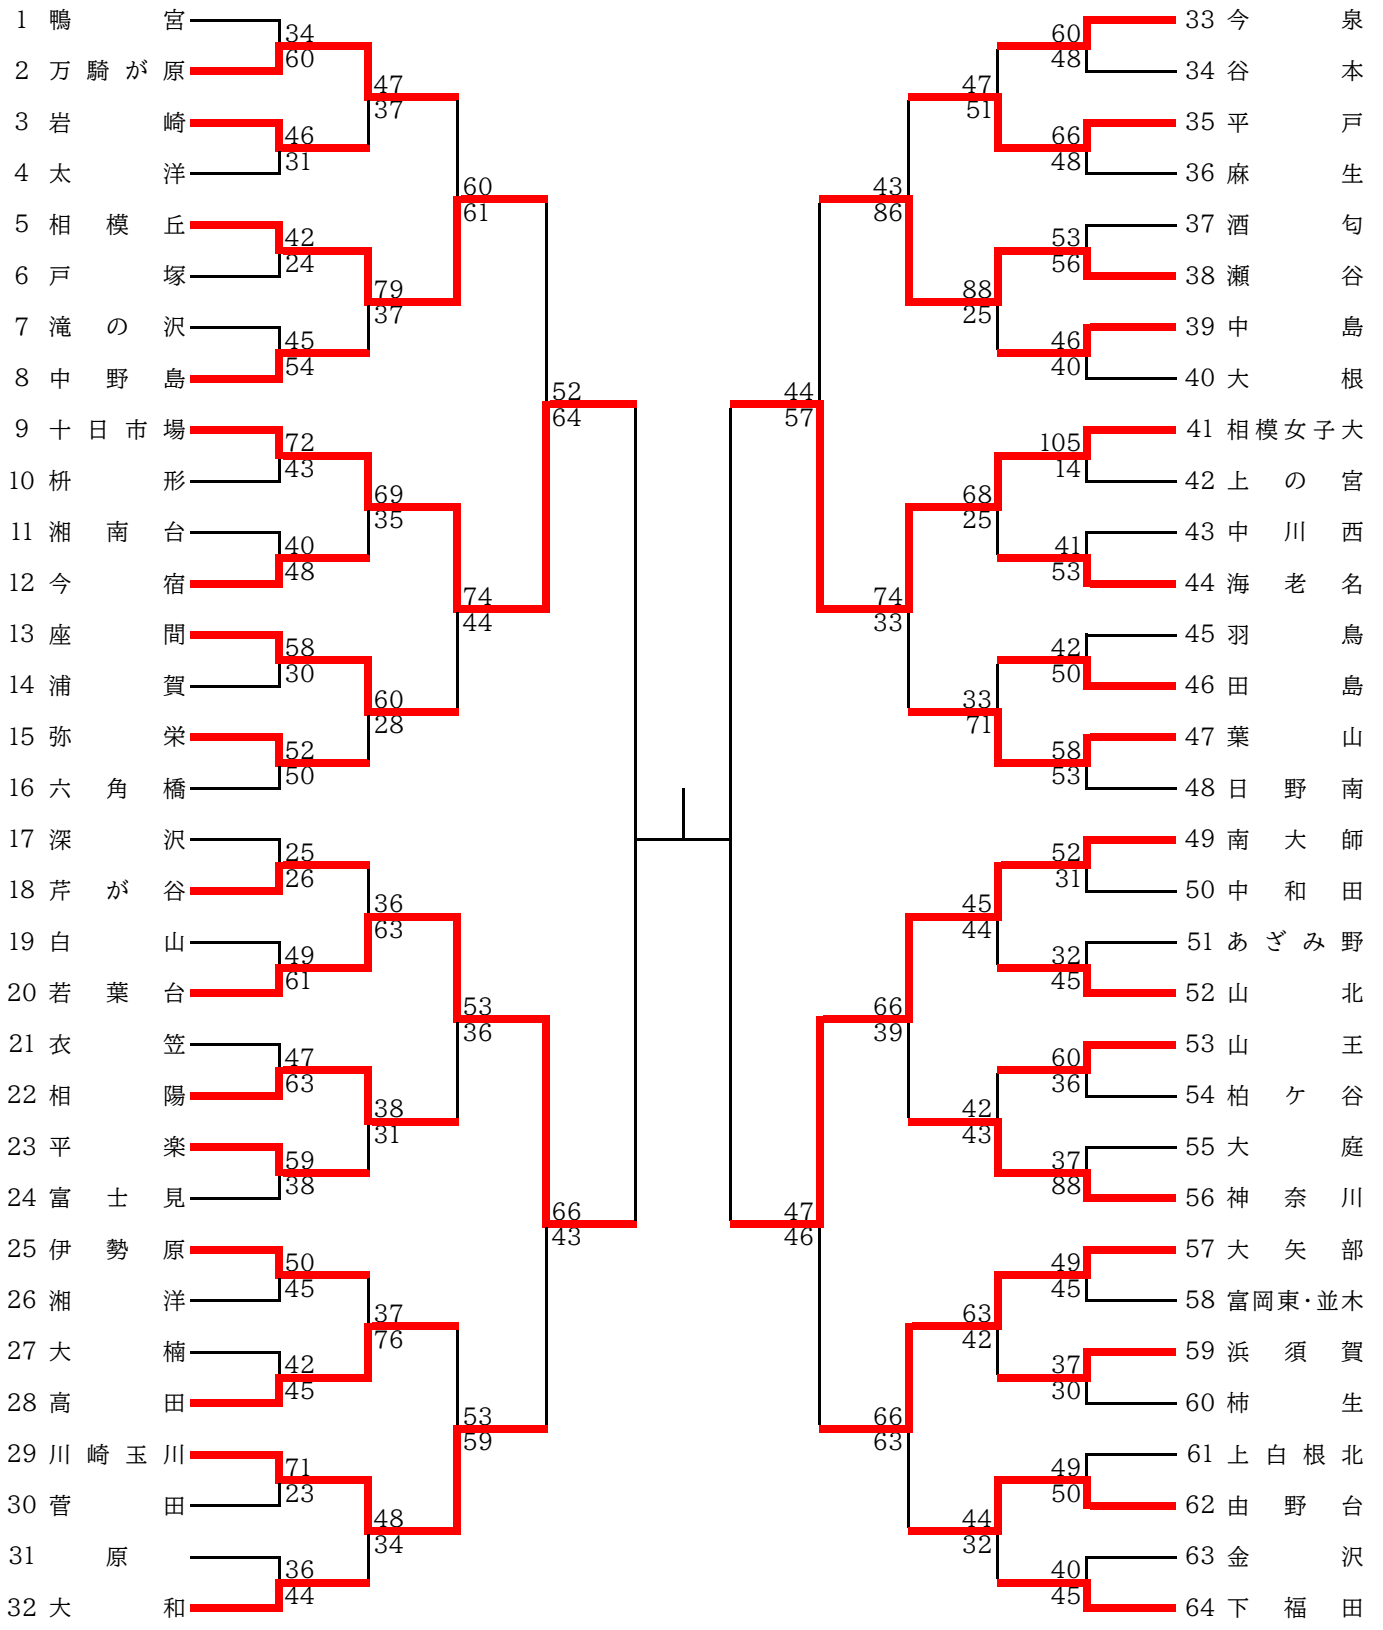 1 鴨宮
34
60
2 万騎が原
47
37
3 岩崎
46
31
4 太洋
60
61
5 相模丘
42
24
6 戸塚
79
37
7 滝の沢
45
54
8 中野島
52
64
9 十日市場
72
43
10 枡形
69
35
11 湘南台
40
48
12 今宿
74
44
13 座間
58
30
14 浦賀
60
28
15 弥栄
52
50
16 六角橋
17 深沢
25
26
18 芹が谷
36
63
19 白山
49
61
20 若葉台
53
36
21 衣笠
47
63
22 相陽
38
31
23 平楽
59
38
24 富士見
66
43
25 伊勢原
50
45
26 湘洋
37
76
27 大楠
42
45
28 高田
53
59
29 川崎玉川
71
23
30 菅田
48
34
31 原
36
44
32 大和
33 今泉
60
48
34 谷本
47
51
35 平戸
66
48
36 麻生
43
86
37 酒匂
53
56
38 瀬谷
88
25
39 中島
46
40
40 大根
44
57
41 相模女子大
105
14
42 上の宮
68
25
43 中川西
41
53
44 海老名
74
33
45 羽鳥
42
50
46 田島
33
71
47 葉山
58
53
48 日野南
49 南大師
52
31
50 中和田
45
44
51 あざみ野
32
45
52 山北
66
39
53 山王
60
36
54 柏ケ谷
42
43
55 大庭
37
88
56 神奈川
47
46
57 大矢部
49
45
58 富岡東・並木
63
42
59 浜須賀
37
30
60 柿生
66
63
61 上白根北
49
50
62 由野台
44
32
63 金沢
40
45
64 下福田